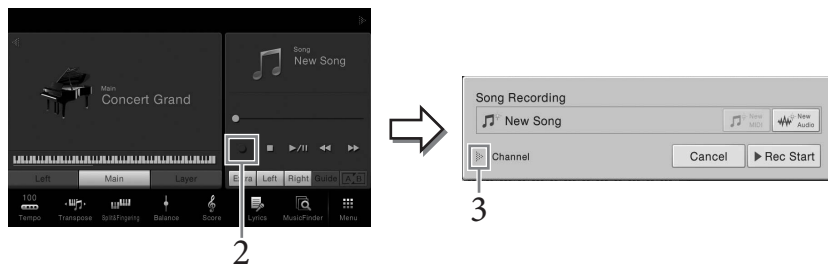 Song
New Song
Main
Concert Grand
Left Main Layer
Extra Left Right Guide A B
100
Tempo Transpose Split&Fingering Balance Score Lyrics MusicFinder Menu
2
Song Recording
New Song
New MIDI
New Audio
Channel
Cancel
Rec Start
3